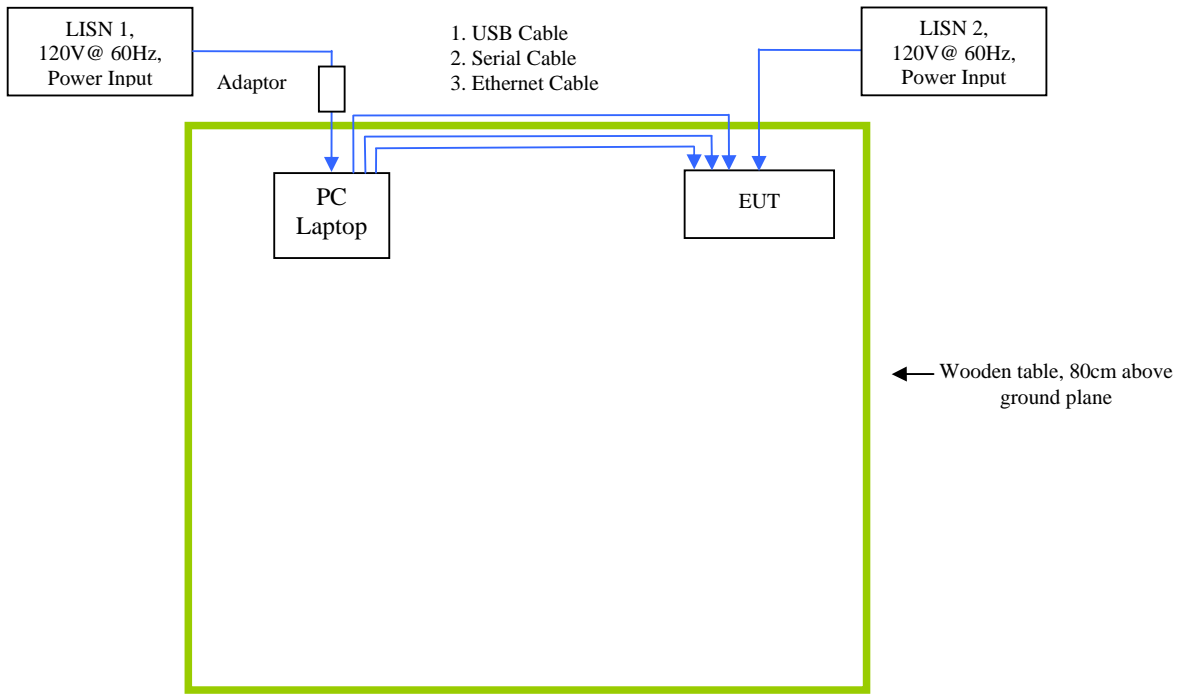 LISN 1,
120V@ 60Hz,
Power Input
Adaptor
1. USB Cable
2. Serial Cable
3. Ethernet Cable
LISN 2,
120V@ 60Hz,
Power Input
PC
Laptop
EUT
Wooden table, 80cm above
ground plane